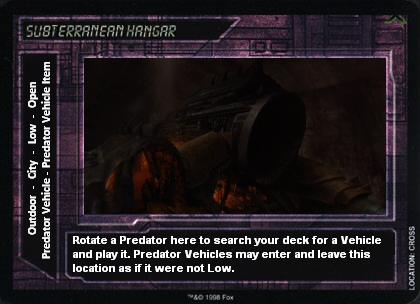 SUBTERRANEAN HANGAR
Outdoor - City - Low - Open
Predator Vehicle - Predator Vehicle Item
Rotate a Predator here to search your deck for a Vehicle
and play it. Predator Vehicles may enter and leave this
location as if it were not Low.
LOCATION: CROSS
™&© 1998 Fox